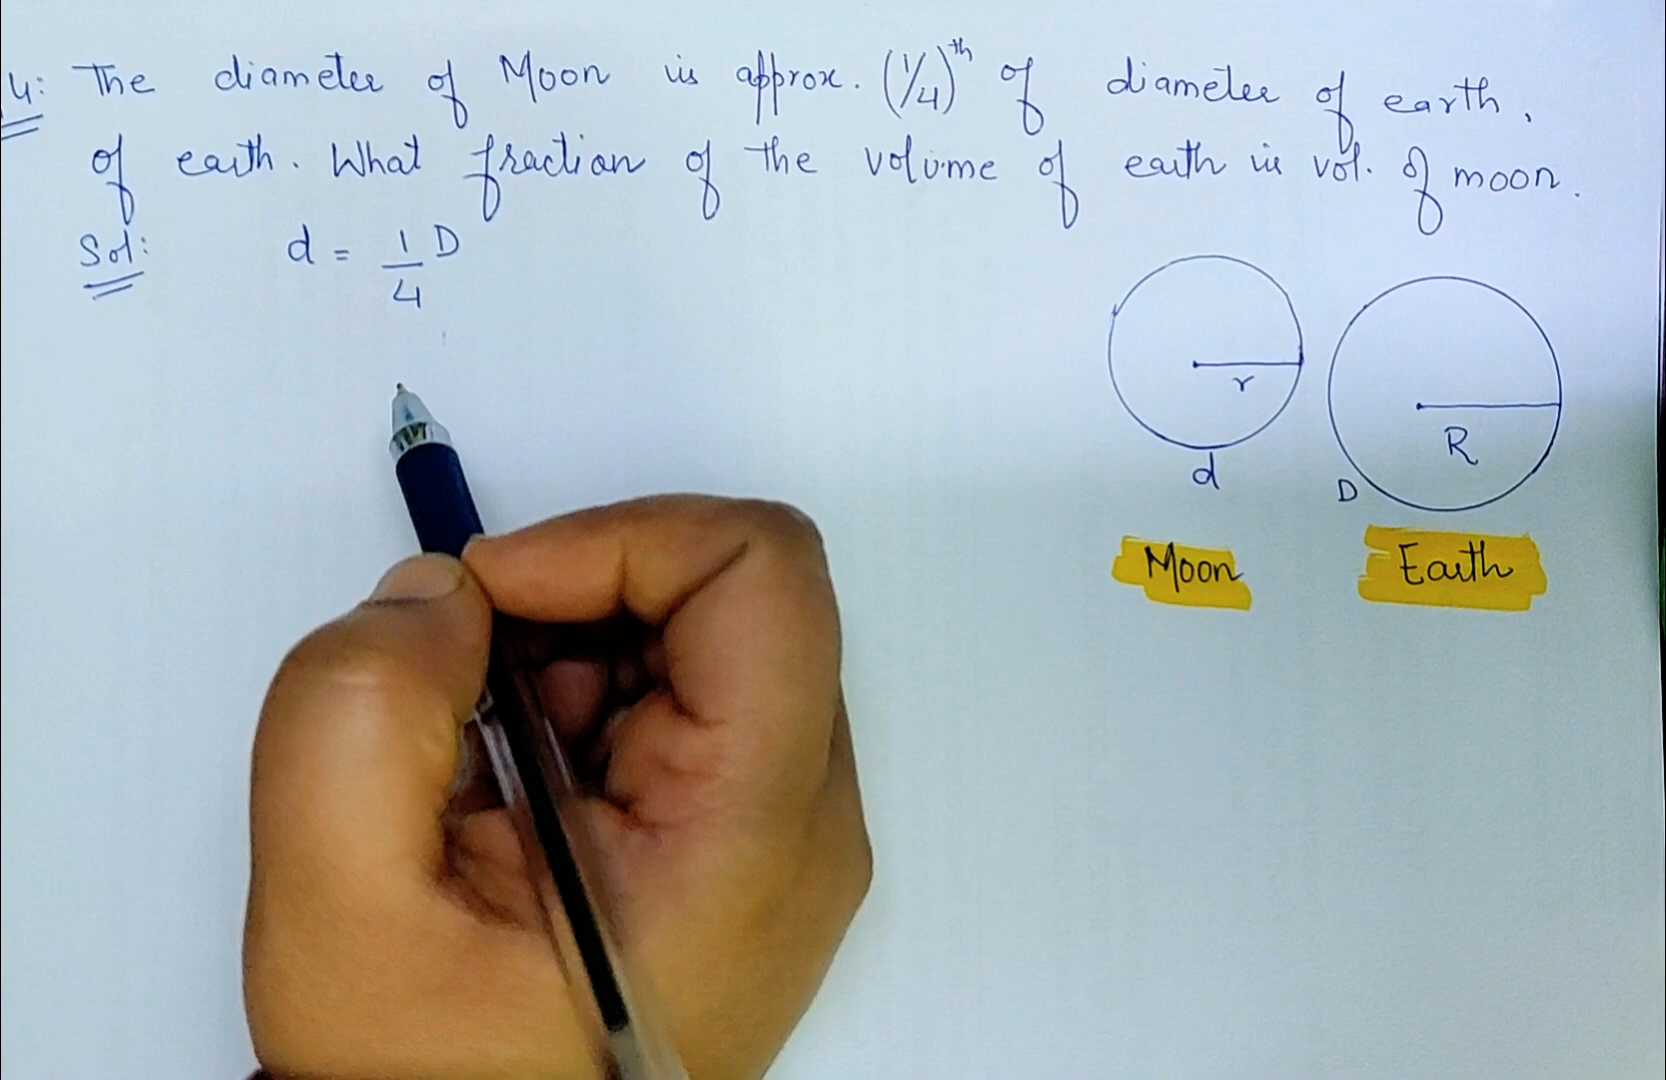 4: The diameter of Moon is approx. (1/4)th of diameter of earth,
of earth. What fraction of the volume of earth is vol. of moon.
Sol: d = 1/4 D
r
R
d
D
Moon Earth